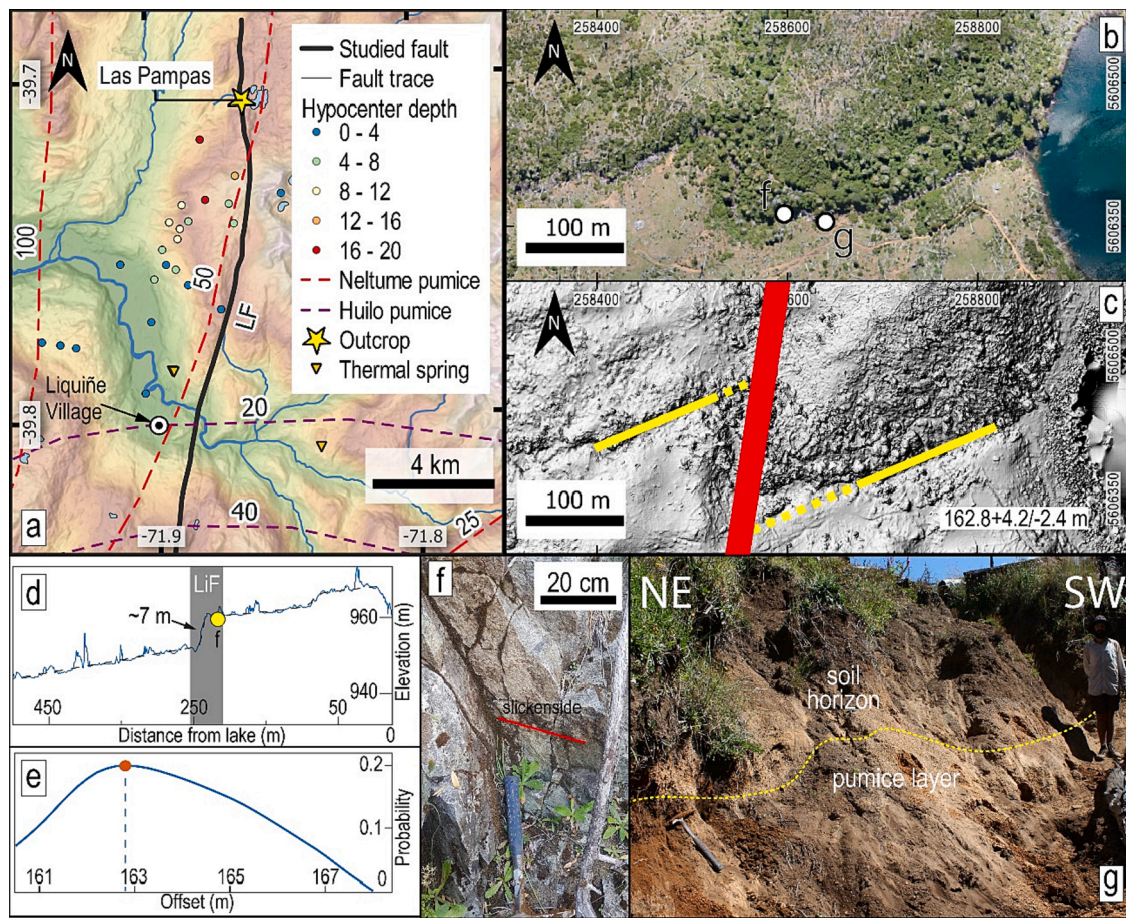 N
Las Pampas
-39.7
-39.8
100
50
LF
20
40
25
Liquiñe
Village
4 km
-71.9
-71.8
a
Studied fault
Fault trace
Hypocenter depth
0 - 4
4 - 8
8 - 12
12 - 16
16 - 20
Neltume pumice
Huilo pumice
Outcrop
Thermal spring
258400
258600
258800
b
N
5606500
f
g
5606350
100 m
258400
600
258800
c
N
5606500
5606350
100 m
162.8+4.2/-2.4 m
d
LiF
~7 m
f
960
940
Elevation (m)
450
250
50
0
Distance from lake (m)
e
0.2
0.1
0
Probability
161
163
165
167
Offset (m)
f
20 cm
slickenside
NE
SW
soil
horizon
pumice layer
g